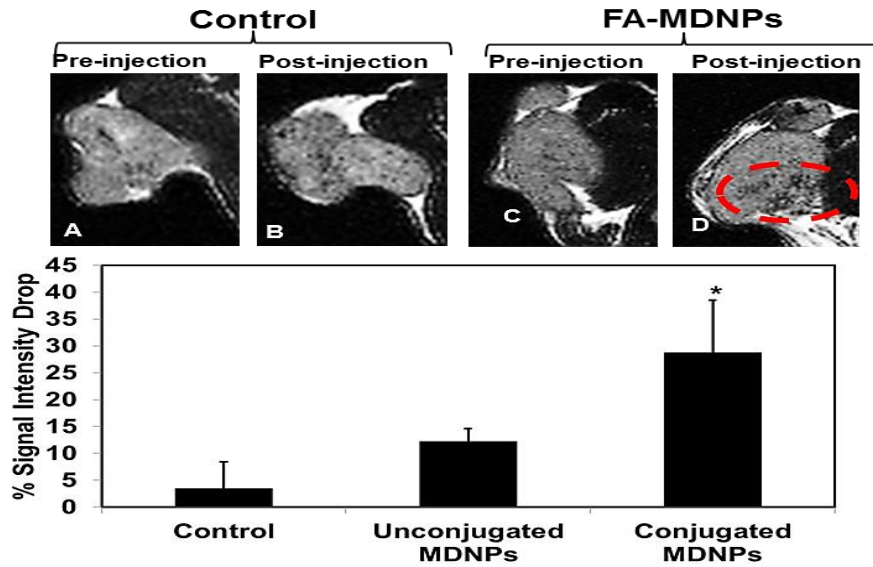 Control FA-MDNPs
Pre-injection Post-injection Pre-injection Post-injection
A B C D
% Signal Intensity Drop
45
40
35
30
25
20
15
10
5
0
*
Control Unconjugated MDNPs Conjugated MDNPs